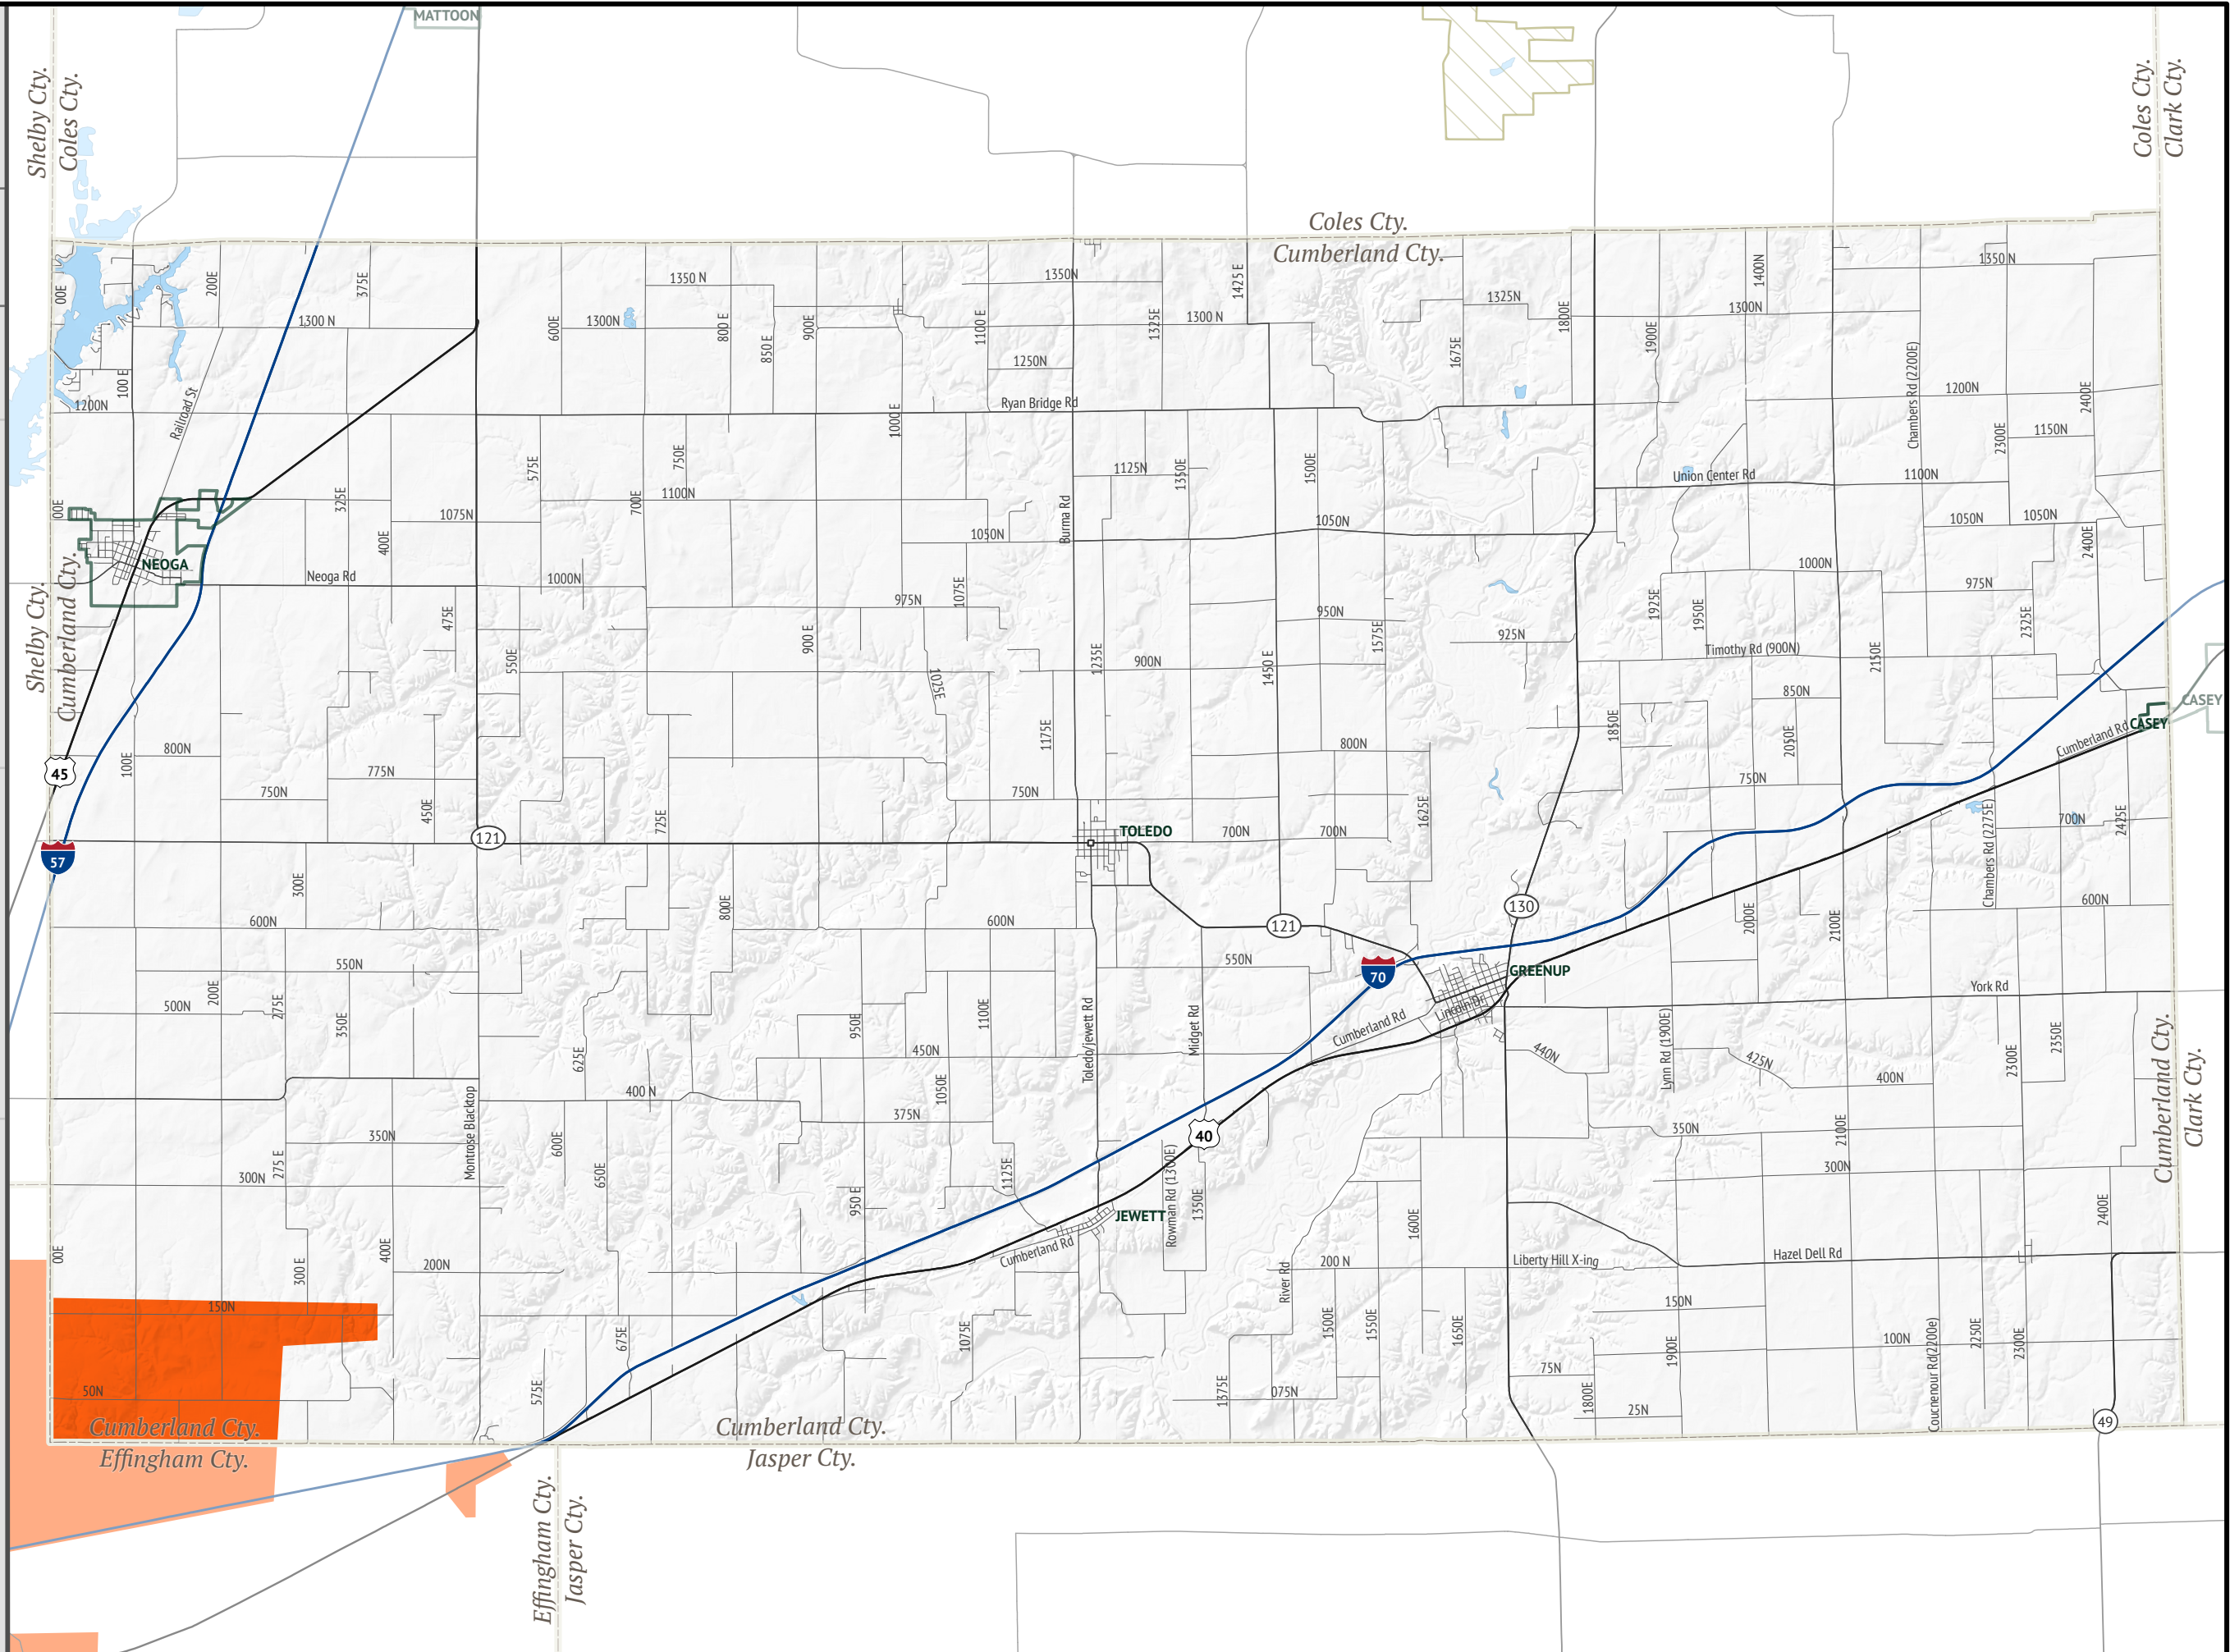 MATTOON
Shelby Cty.
Coles Cty.
Coles Cty.
Clark Cty.
Coles Cty.
Cumberland Cty.
00E
200E
375E
1350 N
1350N
1425 E
1400N
1350 N
1300 N
600E
1300N
800 E
850 E
900E
1100 E
1325E
1300 N
1325N
1800E
1300N
1900E
1675E
1250N
100 E
1200N
Railroad St
1000 E
Ryan Bridge Rd
Chambers Rd (2200E)
1200N
2400E
575E
750E
1125N
1350E
1500E
Union Center Rd
1100N
2300E
1150N
00E
325E
700E
1100N
1075N
400E
Burma Rd
1050N
1050N
1050N
1050N
2400E
NEOGA
Neoga Rd
1000N
1000N
975N
Shelby Cty.
Cumberland Cty.
475E
550E
900 E
975N
1075E
1025E
1235E
900N
950N
1575E
1450 E
925N
1925E
1950E
Timothy Rd (900N)
2150E
2325E
850N
1850E
2050E
CASEY
CASEY
Cumberland Rd
45
100E
800N
775N
750N
450E
725E
750N
1175E
800N
1625E
750N
121
TOLEDO
700N
700N
700N
2425E
Chambers Rd (2275E)
57
300E
800E
600N
600N
121
130
2000E
2100E
600N
550N
550N
70
GREENUP
York Rd
500N
200E
275E
350E
625E
950E
1100E
Toledo/jewett Rd
Midget Rd
Cumberland Rd
Lincoln Dr
Lynn Rd (1900E)
440N
425N
400N
2300E
2350E
Cumberland Cty.
Clark Cty.
450N
1050E
400 N
375N
Montrose Blacktop
600E
350N
275 E
300N
650E
950 E
1125E
40
Rowman Rd (1300E)
1350E
JEWETT
Cumberland Rd
350N
2100E
300N
1600E
2400E
00E
300 E
400E
200N
River Rd
200 N
Liberty Hill X-ing
Hazel Dell Rd
150N
150N
675E
1075E
1500E
1550E
1650E
1900E
100N
Coucnenour Rd(2200e)
2250E
2300E
50N
575E
1375E
075N
75N
1800E
25N
49
Cumberland Cty.
Effingham Cty.
Cumberland Cty.
Jasper Cty.
Effingham Cty.
Jasper Cty.